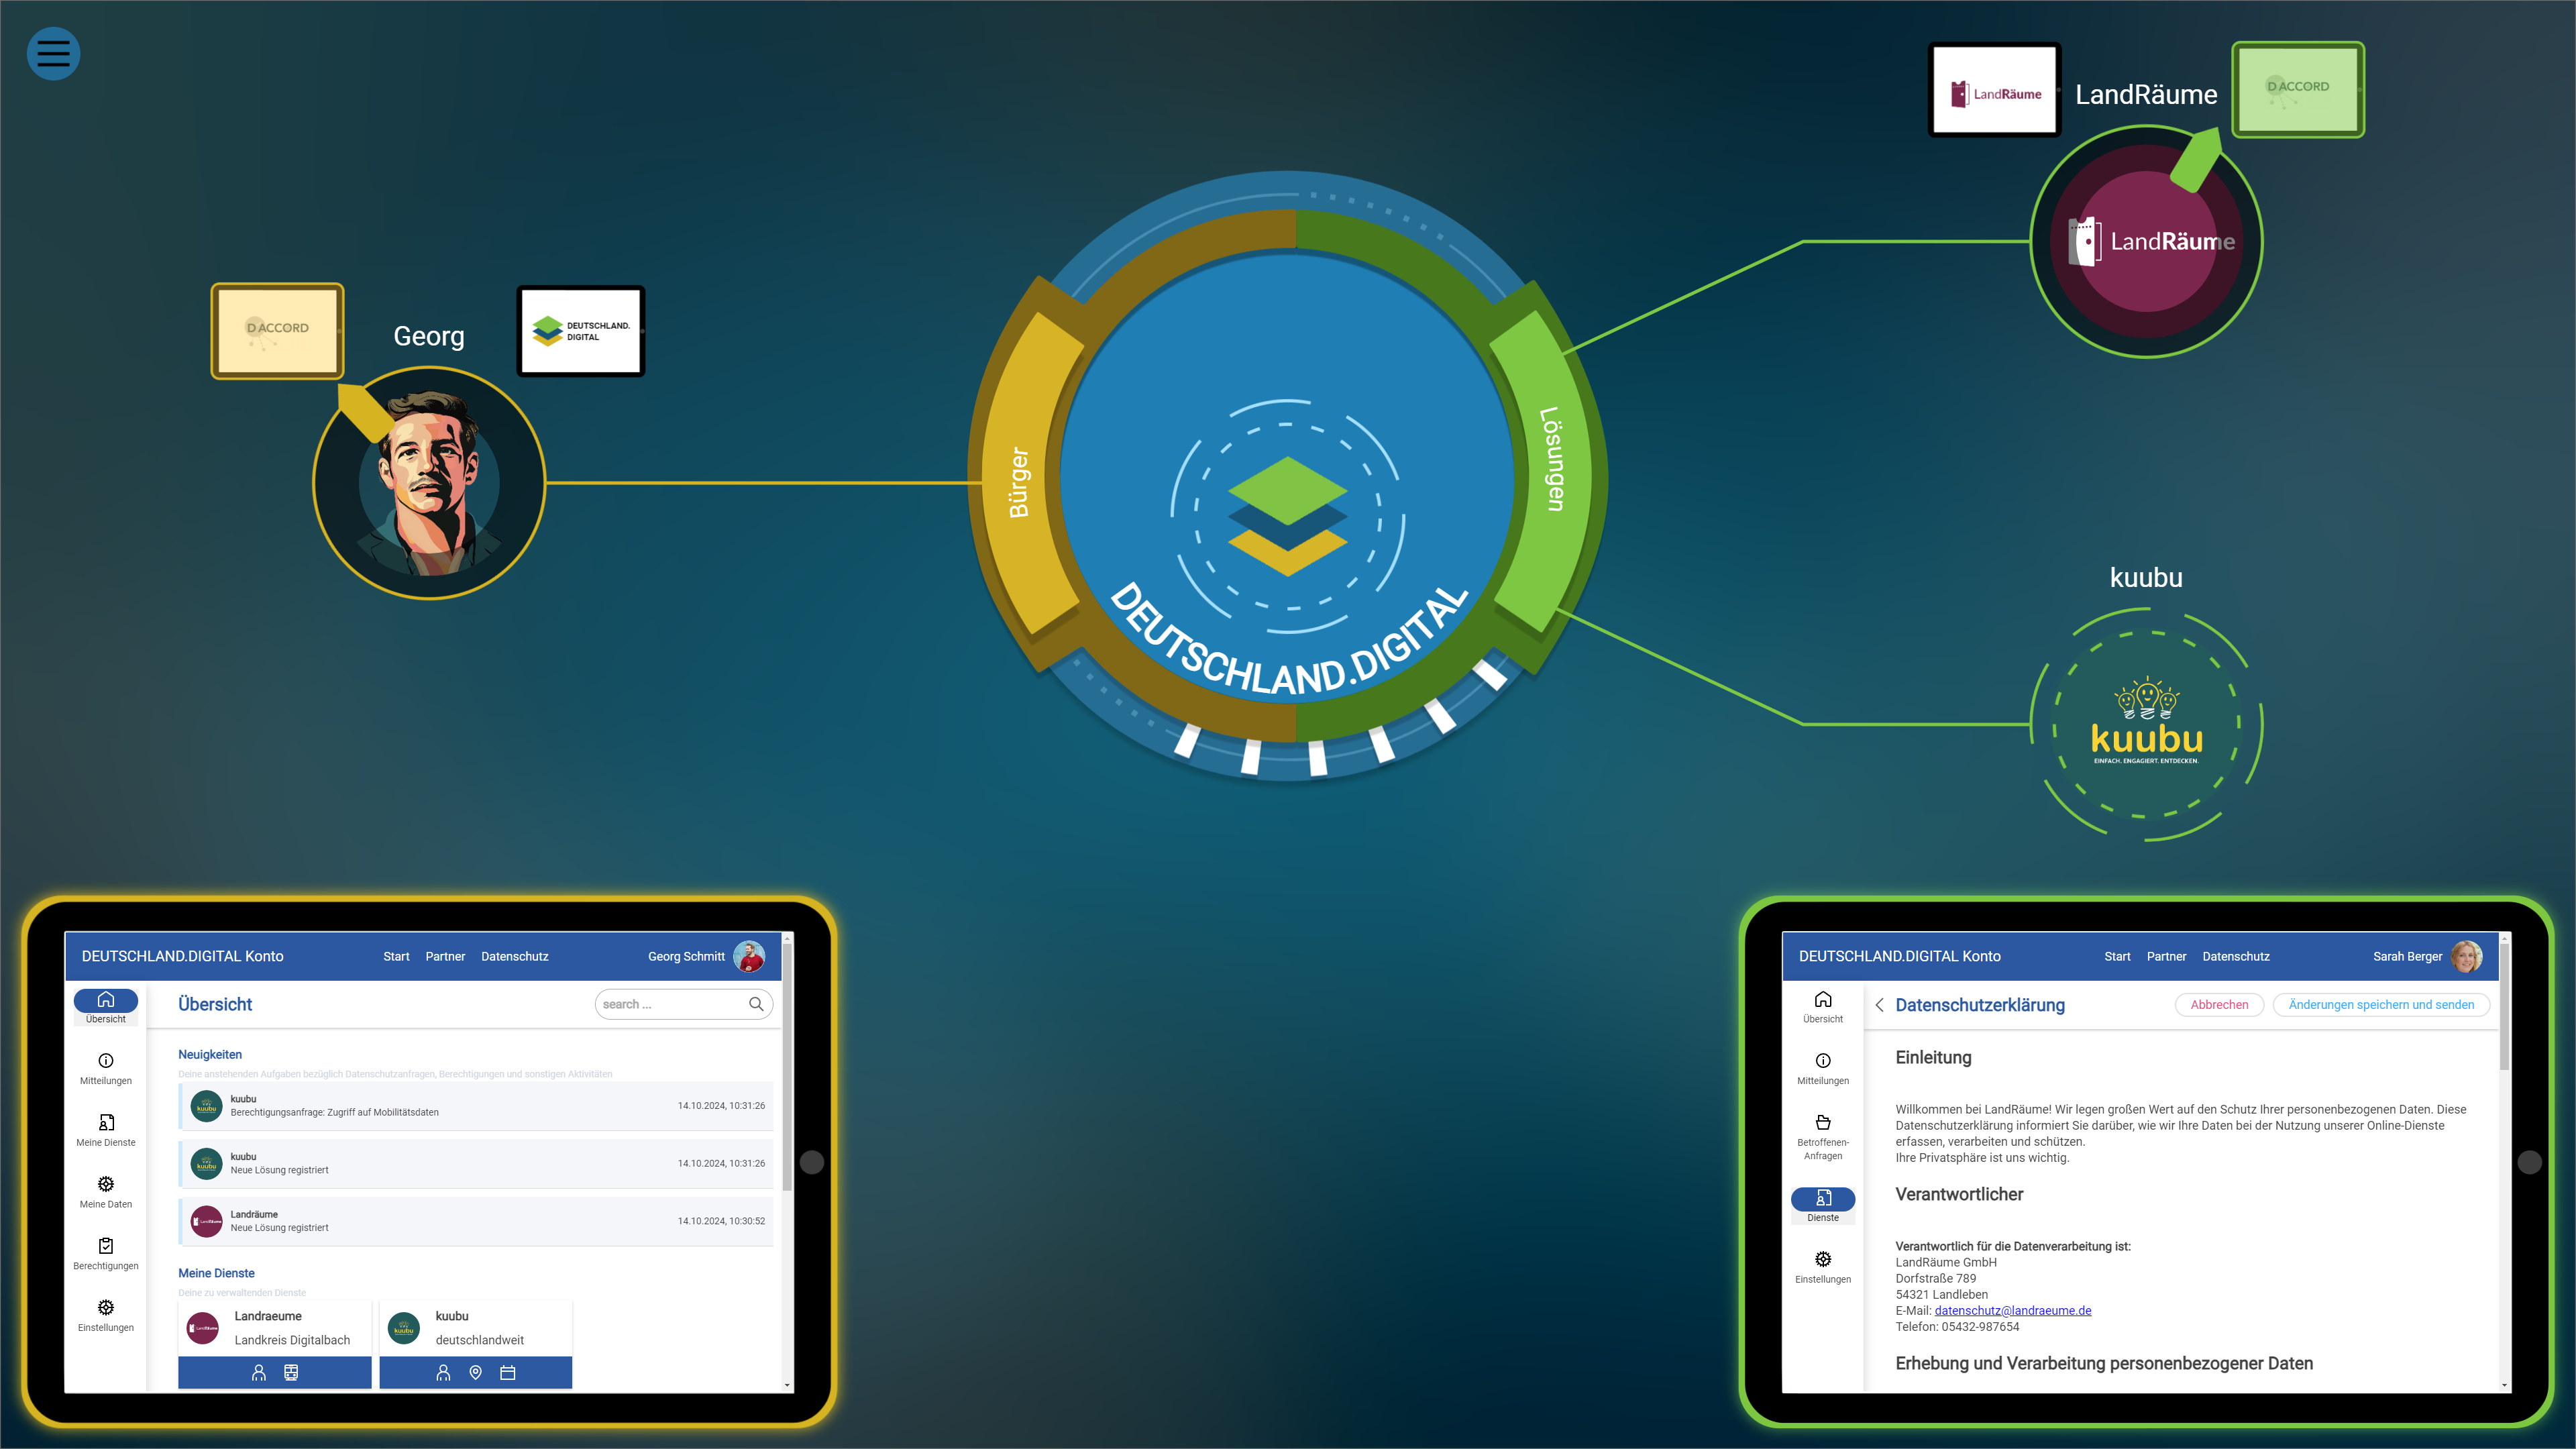 LandRäume
LandRäume
D ACCORD
LandRäume
D ACCORD
Georg
DEUTSCHLAND.
DIGITAL
Bürger
Lösungen
DEUTSCHLAND.DIGITAL
kuubu
kuubu
EINFACH. ENGAGIERT. ENTDECKEN.
DEUTSCHLAND.DIGITAL Konto
Start Partner Datenschutz
Georg Schmitt
Übersicht
Mitteilungen
Meine Dienste
Meine Daten
Berechtigungen
Einstellungen
Übersicht
search ...
Neuigkeiten
Deine anstehenden Aufgaben bezüglich Datenschutzanfragen, Berechtigungen und sonstigen Aktivitäten
kuubu
kuubu
Berechtigungsanfrage: Zugriff auf Mobilitätsdaten
14.10.2024, 10:31:26
kuubu
kuubu
Neue Lösung registriert
14.10.2024, 10:31:26
LandRäume
Landräume
Neue Lösung registriert
14.10.2024, 10:30:52
Meine Dienste
Deine zu verwaltenden Dienste
LandRäume
Landraeume
Landkreis Digitalbach
kuubu
kuubu
deutschlandweit
DEUTSCHLAND.DIGITAL Konto
Start Partner Datenschutz
Sarah Berger
Übersicht
Mitteilungen
Betroffenen-
Anfragen
Dienste
Einstellungen
Datenschutzerklärung
Abbrechen
Änderungen speichern und senden
Einleitung
Willkommen bei LandRäume! Wir legen großen Wert auf den Schutz Ihrer personenbezogenen Daten. Diese
Datenschutzerklärung informiert Sie darüber, wie wir Ihre Daten bei der Nutzung unserer Online-Dienste
erfassen, verarbeiten und schützen.
Ihre Privatsphäre ist uns wichtig.
Verantwortlicher
Verantwortlich für die Datenverarbeitung ist:
LandRäume GmbH
Dorfstraße 789
54321 Landleben
E-Mail: datenschutz@landraeume.de
Telefon: 05432-987654
Erhebung und Verarbeitung personenbezogener Daten